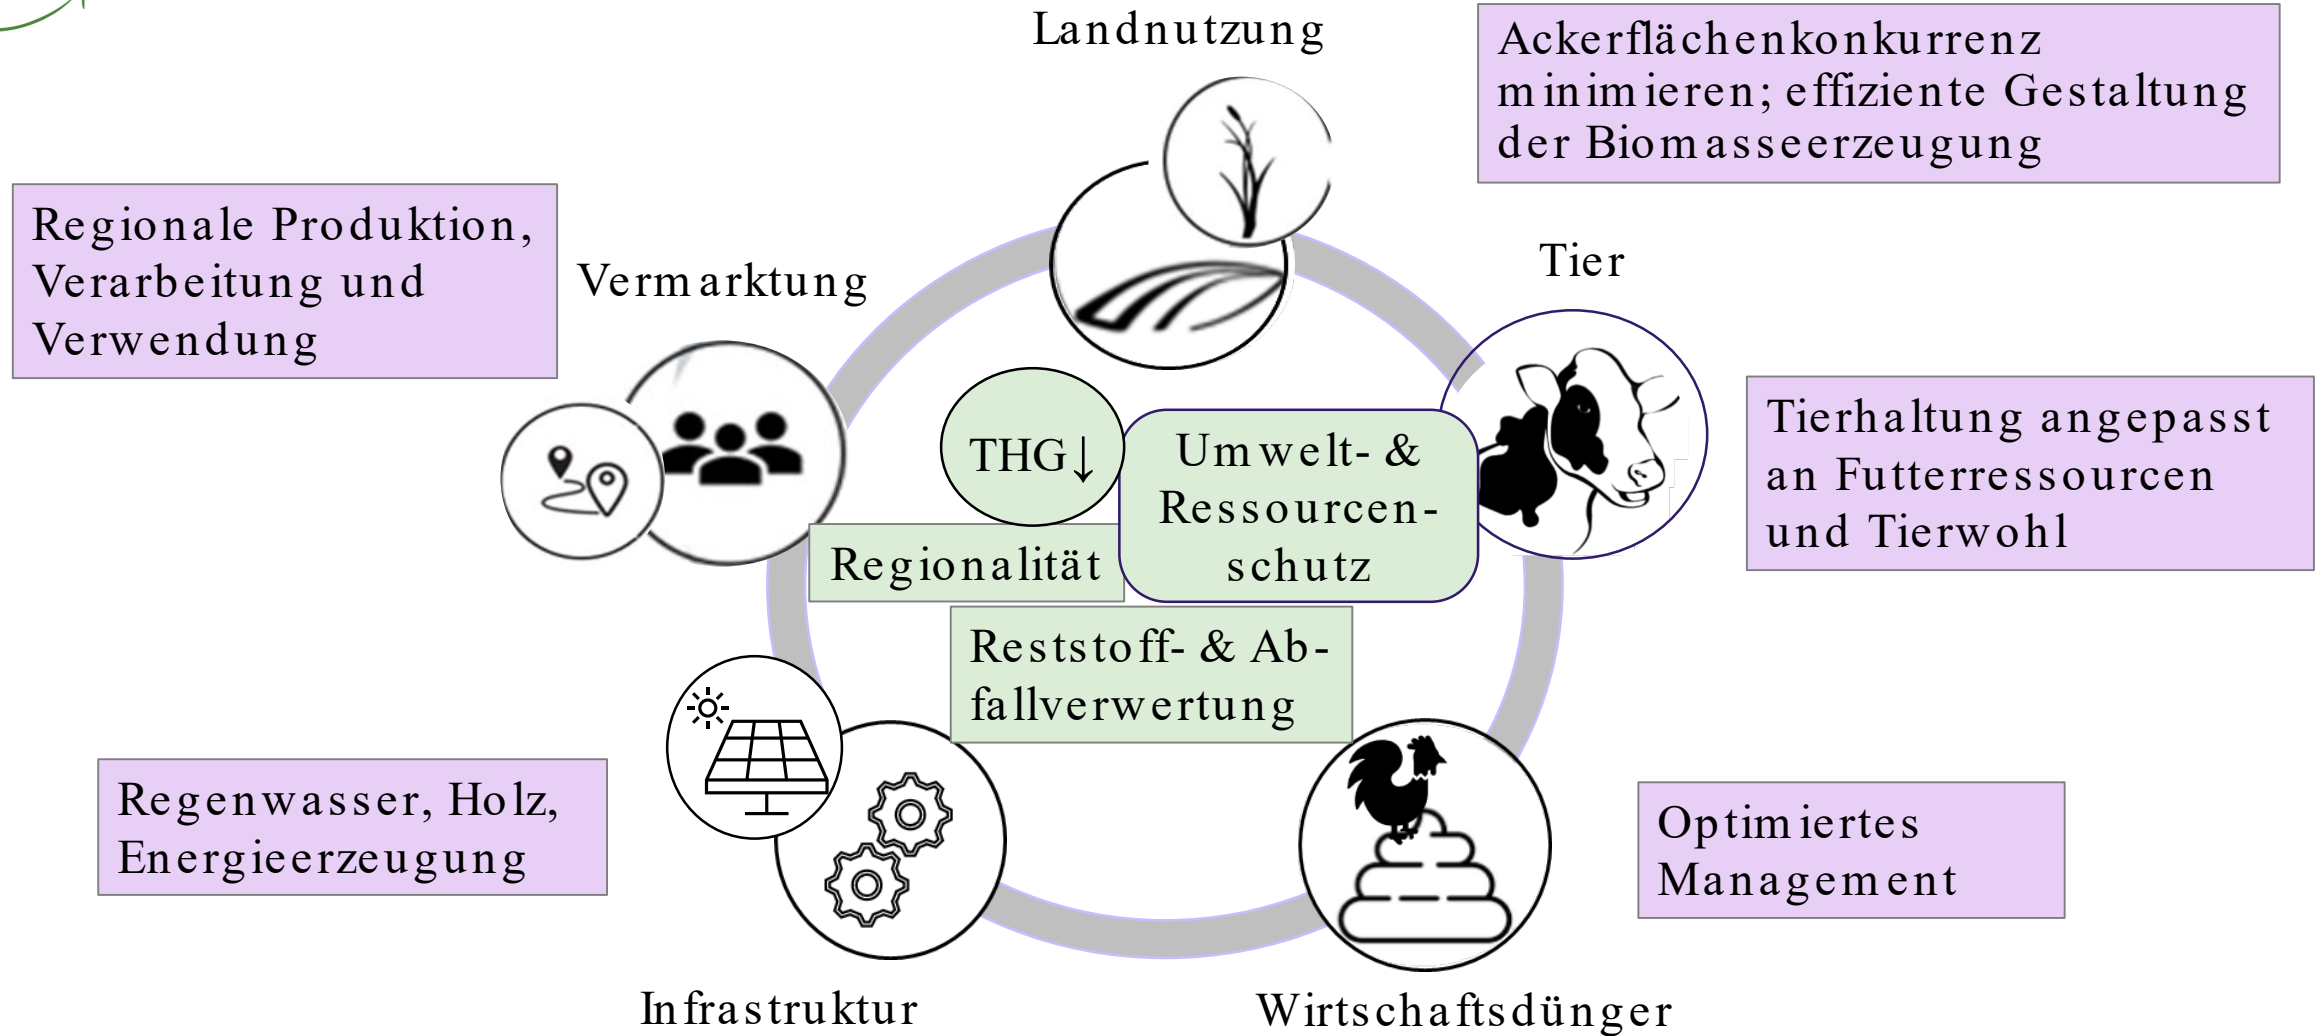 Landnutzung
Ackerflächenkonkurrenz
minimieren; effiziente Gestaltung
der Biomasseerzeugung
Regionale Produktion,
Verarbeitung und
Verwendung
Vermarktung
Tier
Tierhaltung angepasst
an Futterressourcen
und Tierwohl
THG↓
Umwelt- &
Ressourcen-
schutz
Regionalität
Reststoff- & Ab-
fallverwertung
Regenwasser, Holz,
Energieerzeugung
Optimiertes
Management
Infrastruktur
Wirtschaftsdünger